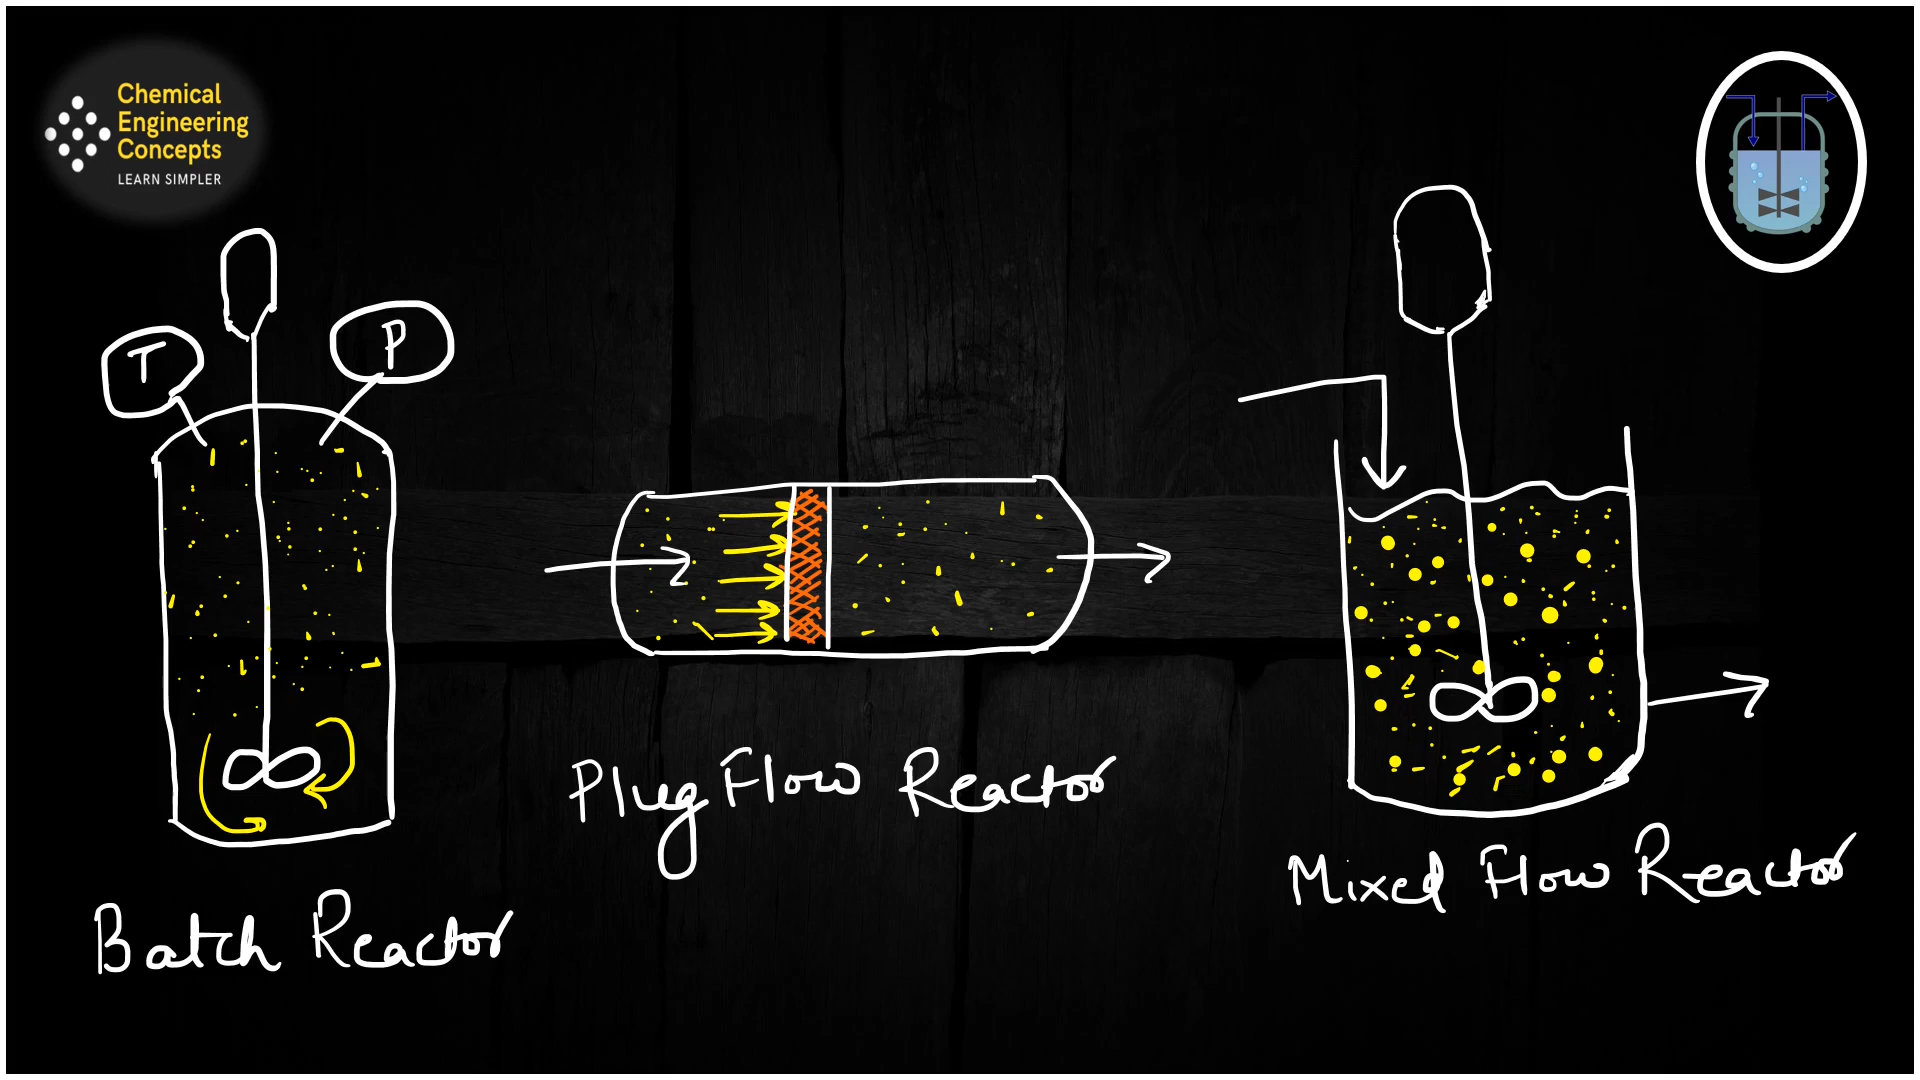 Chemical
Engineering
Concepts
LEARN SIMPLER
T
P
Batch Reactor
Plug Flow Reactor
Mixed Flow Reactor